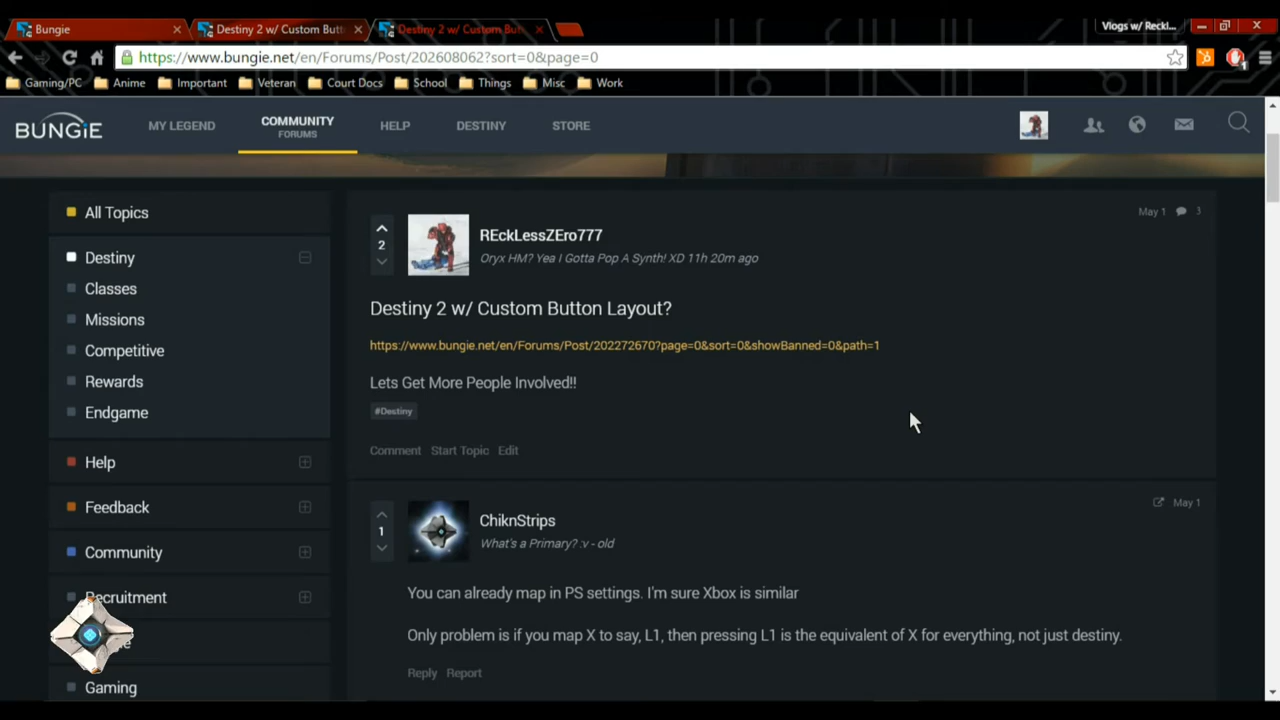 Bungie
Destiny 2 w/ Custom Butt
Destiny 2 w/ Custom Bu
Vlogs w/ Reckl...
https://www.bungie.net/en/Forums/Post/202608062?sort=0&page=0
1
Gaming/PC Anime Important Veteran Court Docs School Things Misc Work
BUNGIE
MY LEGEND
COMMUNITY
FORUMS
HELP
DESTINY
STORE
All Topics
Destiny
Classes
Missions
Competitive
Rewards
Endgame
Help
Feedback
Community
Recruitment
Gaming
May 1 3
2
REckLessZEro777
Oryx HM? Yea I Gotta Pop A Synth! XD 11h 20m ago
Destiny 2 w/ Custom Button Layout?
https://www.bungie.net/en/Forums/Post/202272670?page=0&sort=0&showBanned=0&path=1
Lets Get More People Involved!!
#Destiny
Comment Start Topic Edit
May 1
1
ChiknStrips
What's a Primary? :v - old
You can already map in PS settings. I'm sure Xbox is similar
Only problem is if you map X to say, L1, then pressing L1 is the equivalent of X for everything, not just destiny.
Reply Report